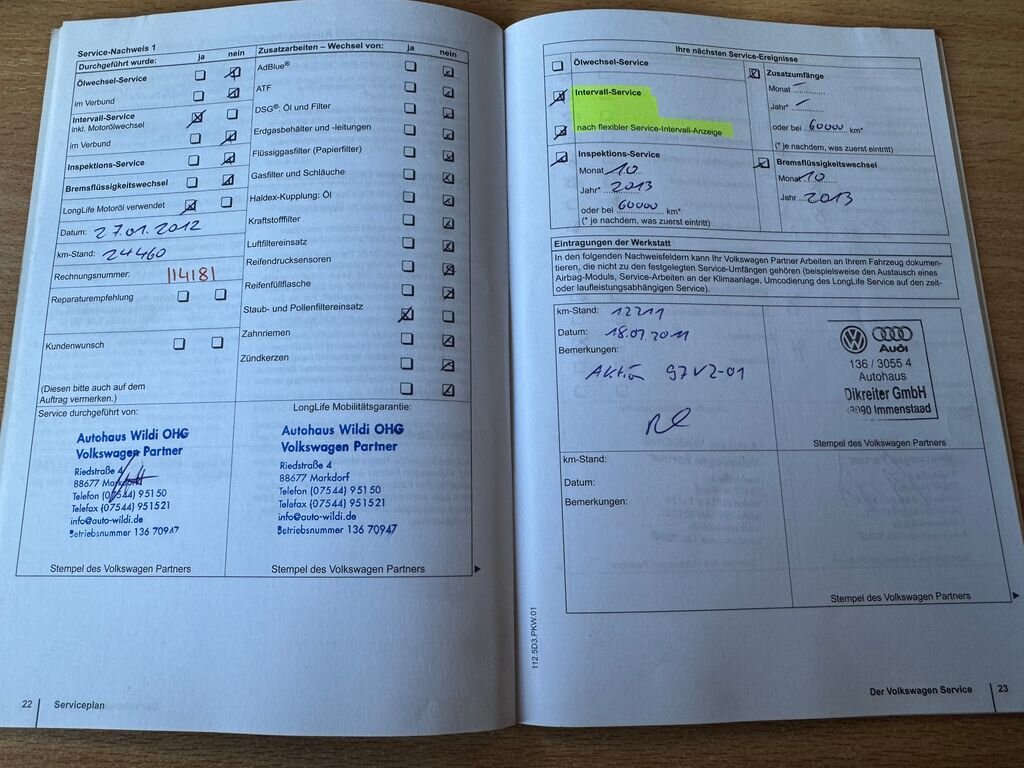 Service-Nachweis 1
Durchgeführt wurde: ja nein
Ölwechsel-Service
im Verbund
Intervall-Service
inkl. Motorölwechsel
im Verbund
Inspektions-Service
Bremsflüssigkeitswechsel
LongLife Motoröl verwendet
Datum: 27.01.2012
km-Stand: 24460
Rechnungsnummer: 114181
Reparaturempfehlung
Kundenwunsch
(Diesen bitte auch auf dem
Auftrag vermerken.)
Zusatzarbeiten – Wechsel von: ja nein
AdBlue®
ATF
DSG®: Öl und Filter
Erdgasbehälter und -leitungen
Flüssiggasfilter (Papierfilter)
Gasfilter und Schläuche
Haldex-Kupplung: Öl
Kraftstofffilter
Luftfiltereinsatz
Reifendrucksensoren
Reifenfüllflasche
Staub- und Pollenfiltereinsatz
Zahnriemen
Zündkerzen
Service durchgeführt von:
Autohaus Wildi OHG
Volkswagen Partner
Riedstraße 4
88677 Markdorf
Telefon (07544) 95150
Telefax (07544) 951521
info@auto-wildi.de
Betriebsnummer 136 70947
Stempel des Volkswagen Partners
LongLife Mobilitätsgarantie:
Autohaus Wildi OHG
Volkswagen Partner
Riedstraße 4
88677 Markdorf
Telefon (07544) 95150
Telefax (07544) 951521
info@auto-wildi.de
Betriebsnummer 136 70947
Stempel des Volkswagen Partners
22 Serviceplan
Ihre nächsten Service-Ereignisse
Ölwechsel-Service
Intervall-Service
nach flexibler Service-Intervall-Anzeige
Zusatzumfänge
Monat
Jahr*
oder bei 60000 km*
(* je nachdem, was zuerst eintritt)
Inspektions-Service
Monat 10
Jahr* 2013
oder bei 60000 km*
(* je nachdem, was zuerst eintritt)
Bremsflüssigkeitswechsel
Monat 10
Jahr 2013
Eintragungen der Werkstatt
In den folgenden Nachweisfeldern kann Ihr Volkswagen Partner Arbeiten an Ihrem Fahrzeug dokumen-
tieren, die nicht zu den festgelegten Service-Umfängen gehören (beispielsweise den Austausch eines
Airbag-Moduls, Service-Arbeiten an der Klimaanlage, Umcodierung des LongLife Service auf den zeit-
oder laufleistungsabhängigen Service).
km-Stand: 12211
Datum: 18.07.2011
Bemerkungen:
Aktion 97V2-01
Audi
136 / 3055 4
Autohaus
Dikreiter GmbH
Immenstaad
Stempel des Volkswagen Partners
km-Stand:
Datum:
Bemerkungen:
Stempel des Volkswagen Partners
112.5D3.PKW.01
Der Volkswagen Service 23